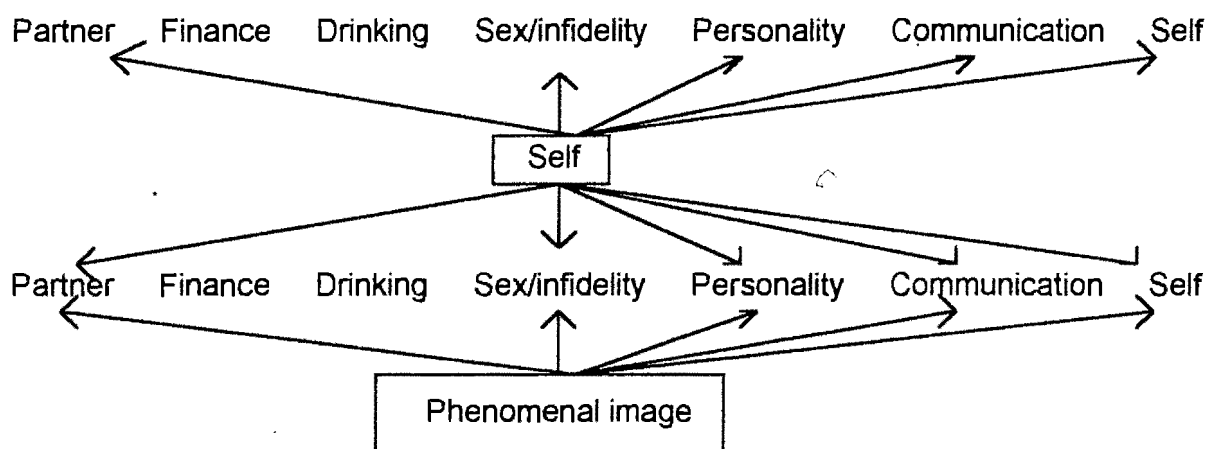 Partner Finance Drinking Sex/infidelity Personality Communication Self
Self
Partner Finance Drinking Sex/infidelity Personality Communication Self
Phenomenal image